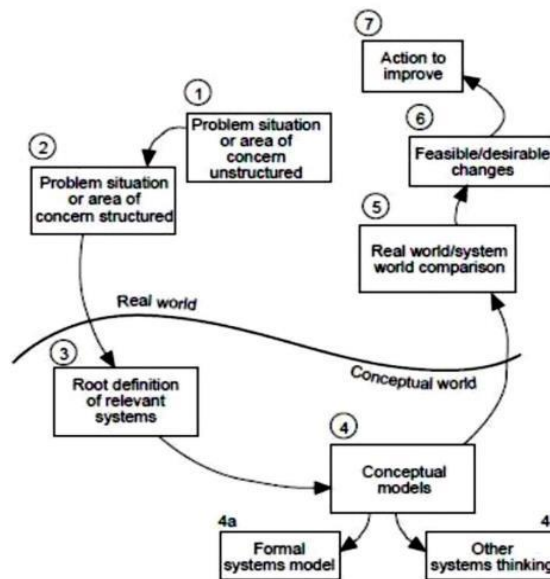 7
Action to
improve
1
Problem situation
or area of
concern
unstructured
6
Feasible/desirable
changes
2
Problem situation
or area of
concern structured
5
Real world/system
world comparison
Real world
Conceptual world
3
Root definition
of relevant
systems
4
Conceptual
models
4a
Formal
systems model
4
Other
systems thinking